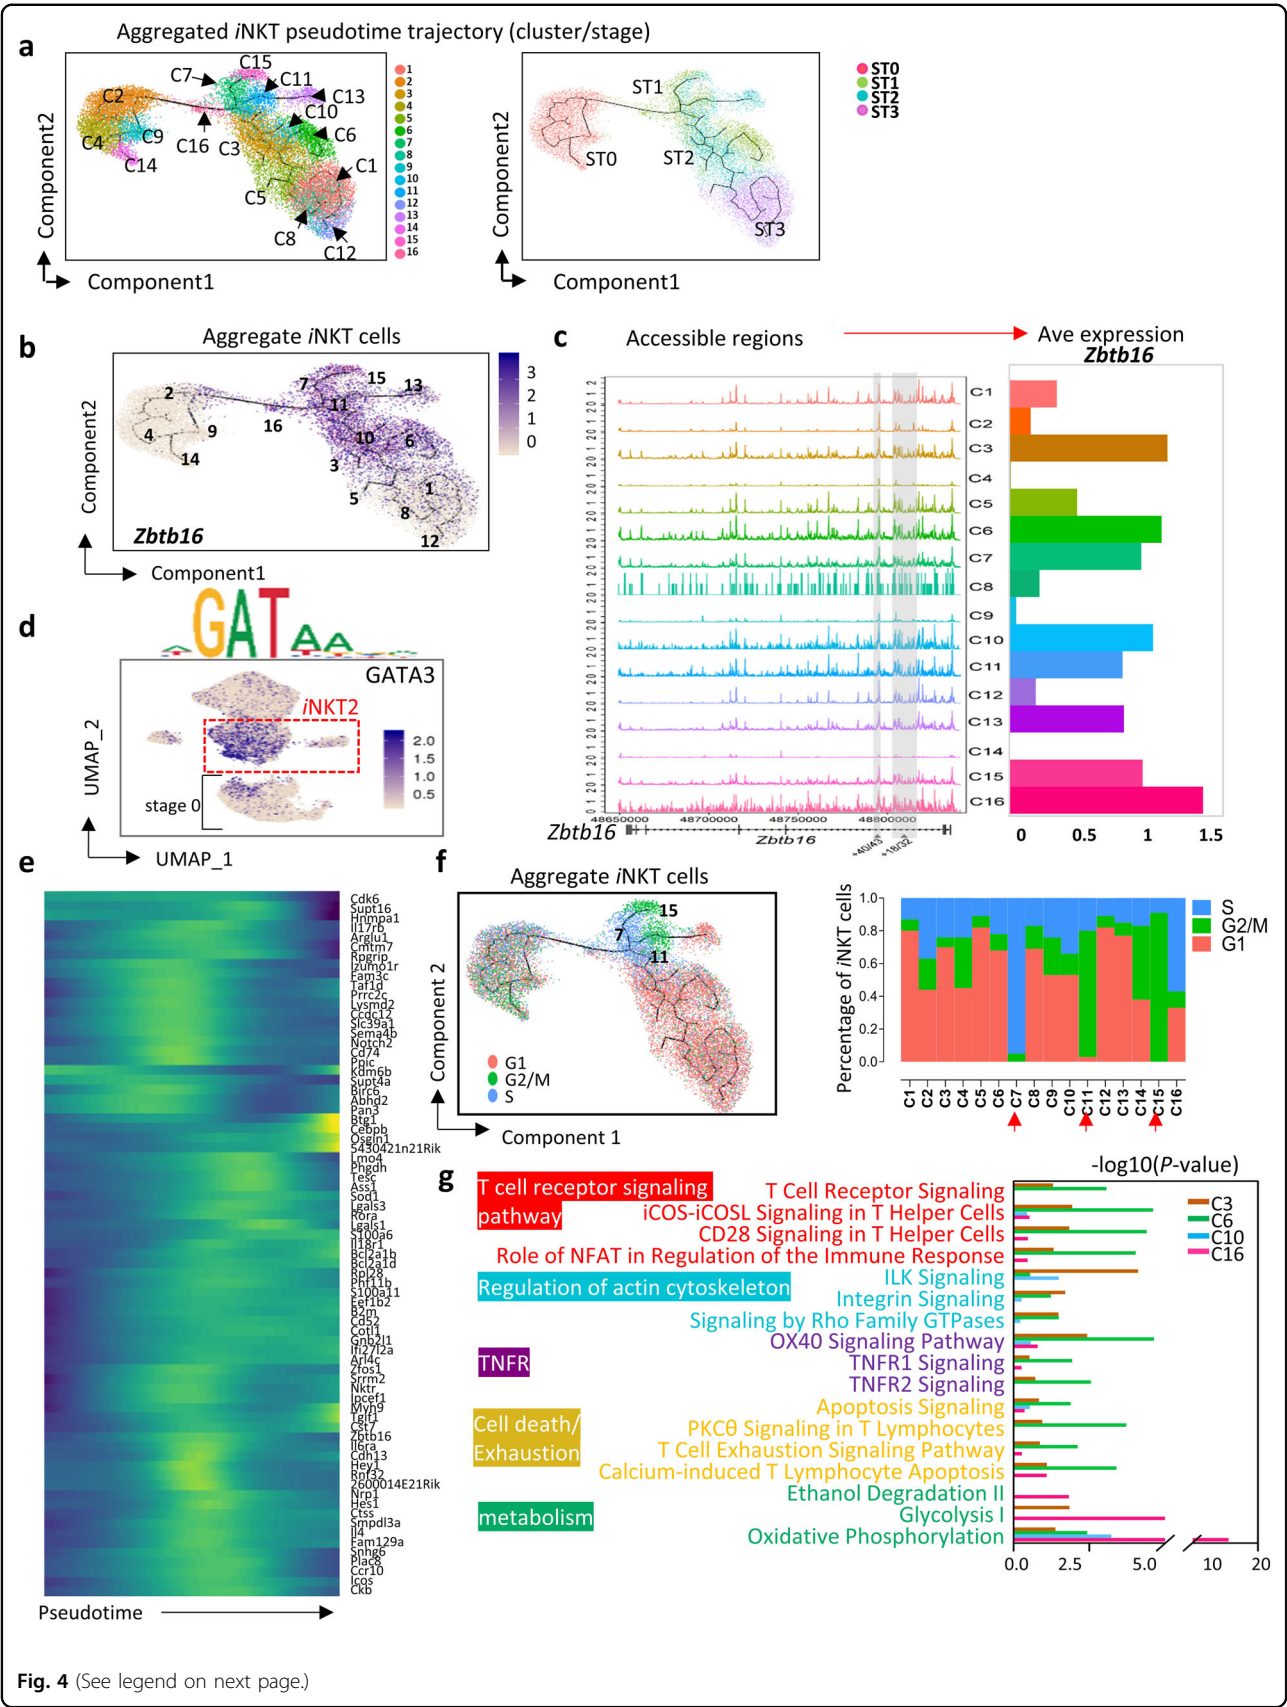 a
Aggregated iNKT pseudotime trajectory (cluster/stage)
C15
C7
C11
C13
C2
C10
C6
C4
C9
C16
C3
C14
C1
C5
C8
C12
Component2
Component1
1
2
3
4
5
6
7
8
9
10
11
12
13
14
15
16
ST1
ST0
ST2
ST3
Component2
Component1
ST0
ST1
ST2
ST3
b
Aggregate iNKT cells
2
7
15
13
11
16
4
9
10
6
14
3
5
1
8
12
Zbtb16
3
2
1
0
Component2
Component1
c
Accessible regions
Ave expression
Zbtb16
C1
C2
C3
C4
C5
C6
C7
C8
C9
C10
C11
C12
C13
C14
C15
C16
48650000
48700000
48750000
48800000
Zbtb16
Zbtb16
+40/43
+18/32
0
0.5
1
1.5
d
GATAA
GATA3
iNKT2
stage 0
2.0
1.5
1.0
0.5
UMAP_2
UMAP_1
e
Cdk6
Supt16
Hnmpa1
Il17rb
Arglu1
Cmtm7
Rpgrip
Izumo1r
Fam3c
Taf1d
Prrc2c
Lysmd2
Ccdc12
Slc39a1
Sema4b
Notch2
Cd74
Ppic
Kdm6b
Supt4a
Birc6
Abhd2
Pan3
Btg1
Cebpb
Osgin1
5430421n21Rik
Lmo4
Phgdh
Tesc
Ass1
Sod1
Lgals3
Rora
Lgals1
S100a6
Il18r1
Bcl2a1b
Bcl2a1d
Rpl28
Phf11b
S100a11
Eef1b2
B2m
Cd52
Cotl1
Gnb2l1
Ifi27l2a
Arl4c
Zfos1
Srrm2
Nktr
Ipcef1
Myh9
Tgif1
Cst7
Zbtb16
Il6ra
Cdh13
Hey1
Rnf32
2600014E21Rik
Nrp1
Hes1
Ctss
Smpdl3a
Il4
Fam129a
Snhg6
Plac8
Ccr10
Icos
Ckb
Pseudotime
f
Aggregate iNKT cells
15
7
11
G1
G2/M
S
Component 2
Component 1
Percentage of iNKT cells
1.0
0.8
0.6
0.4
0.2
0.0
C1
C2
C3
C4
C5
C6
C7
C8
C9
C10
C11
C12
C13
C14
C15
C16
S
G2/M
G1
g
-log10(P-value)
T cell receptor signaling
pathway
Regulation of actin cytoskeleton
TNFR
Cell death/
Exhaustion
metabolism
T Cell Receptor Signaling
iCOS-iCOSL Signaling in T Helper Cells
CD28 Signaling in T Helper Cells
Role of NFAT in Regulation of the Immune Response
ILK Signaling
Integrin Signaling
Signaling by Rho Family GTPases
OX40 Signaling Pathway
TNFR1 Signaling
TNFR2 Signaling
Apoptosis Signaling
PKCθ Signaling in T Lymphocytes
T Cell Exhaustion Signaling Pathway
Calcium-induced T Lymphocyte Apoptosis
Ethanol Degradation II
Glycolysis I
Oxidative Phosphorylation
C3
C6
C10
C16
0.0
2.5
5.0
10
20
Fig. 4 (See legend on next page.)